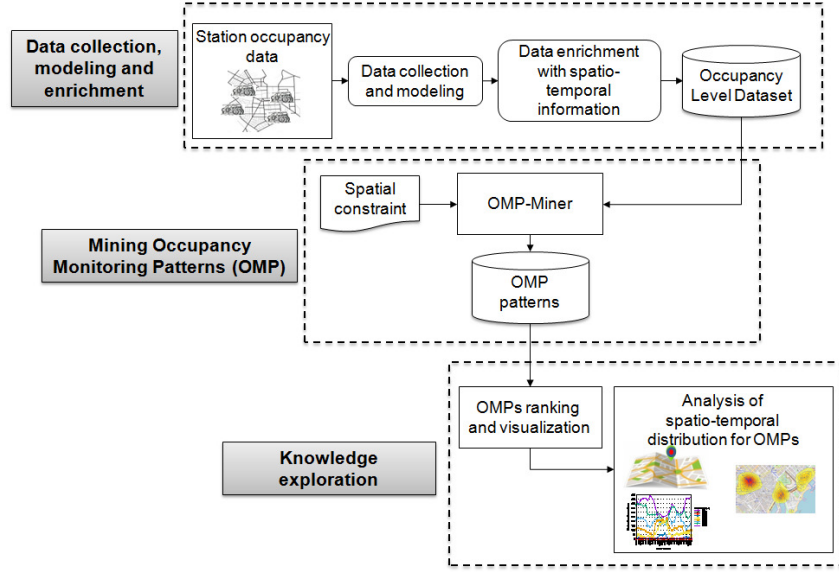 Data collection,
modeling and
enrichment
Station occupancy
data
Data collection
and modeling
Data enrichment
with spatio-
temporal
information
Occupancy
Level Dataset
Mining Occupancy
Monitoring Patterns (OMP)
Spatial
constraint
OMP-Miner
OMP
patterns
Knowledge
exploration
OMPs ranking
and visualization
Analysis of
spatio-temporal
distribution for OMPs